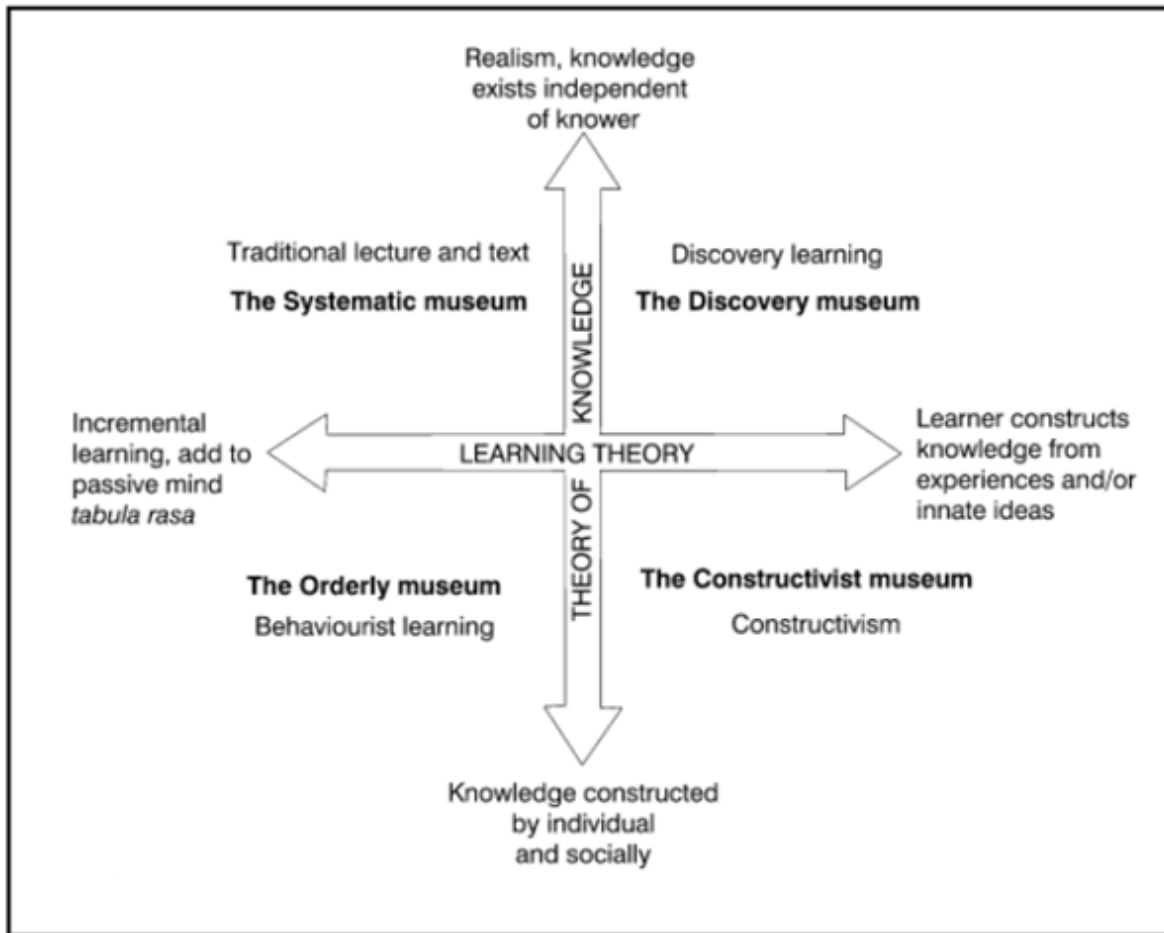 Realism, knowledge
exists independent
of knower
Traditional lecture and text
The Systematic museum
Discovery learning
The Discovery museum
Incremental
learning, add to
passive mind
tabula rasa
LEARNING THEORY
THEORY OF KNOWLEDGE
Learner constructs
knowledge from
experiences and/or
innate ideas
The Orderly museum
Behaviourist learning
The Constructivist museum
Constructivism
Knowledge constructed
by individual
and socially